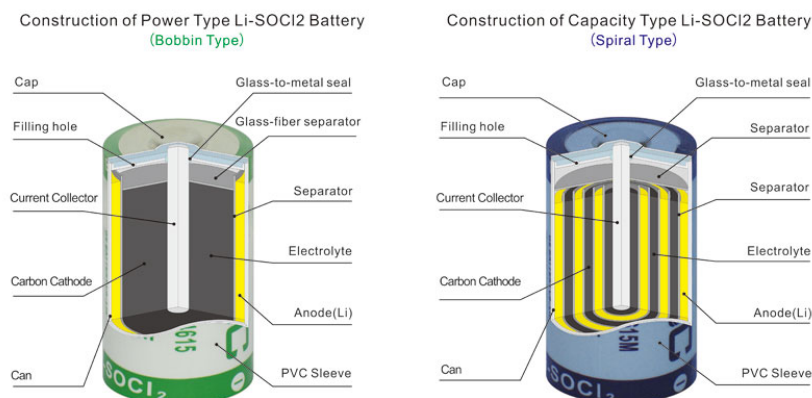 Construction of Power Type Li-SOCl2 Battery
(Bobbin Type)
Cap
Filling hole
Current Collector
Carbon Cathode
Can
Glass-to-metal seal
Glass-fiber separator
Separator
Electrolyte
Anode(Li)
PVC Sleeve
1615
-SOCl₂
Construction of Capacity Type Li-SOCl2 Battery
(Spiral Type)
Cap
Filling hole
Current Collector
Carbon Cathode
Can
Glass-to-metal seal
Separator
Separator
Electrolyte
Anode(Li)
PVC Sleeve
15M
-SOCl₂